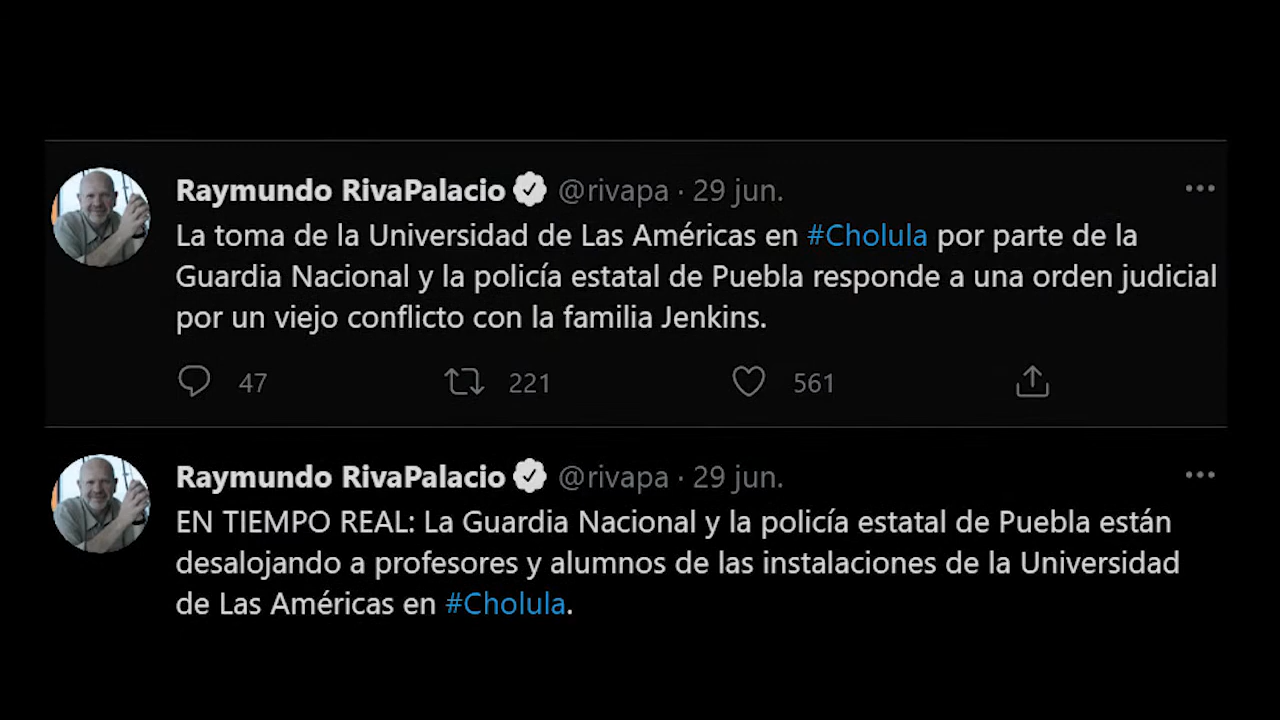 Raymundo RivaPalacio @rivapa · 29 jun.
La toma de la Universidad de Las Américas en #Cholula por parte de la
Guardia Nacional y la policía estatal de Puebla responde a una orden judicial
por un viejo conflicto con la familia Jenkins.
47 221 561
Raymundo RivaPalacio @rivapa · 29 jun.
EN TIEMPO REAL: La Guardia Nacional y la policía estatal de Puebla están
desalojando a profesores y alumnos de las instalaciones de la Universidad
de Las Américas en #Cholula.